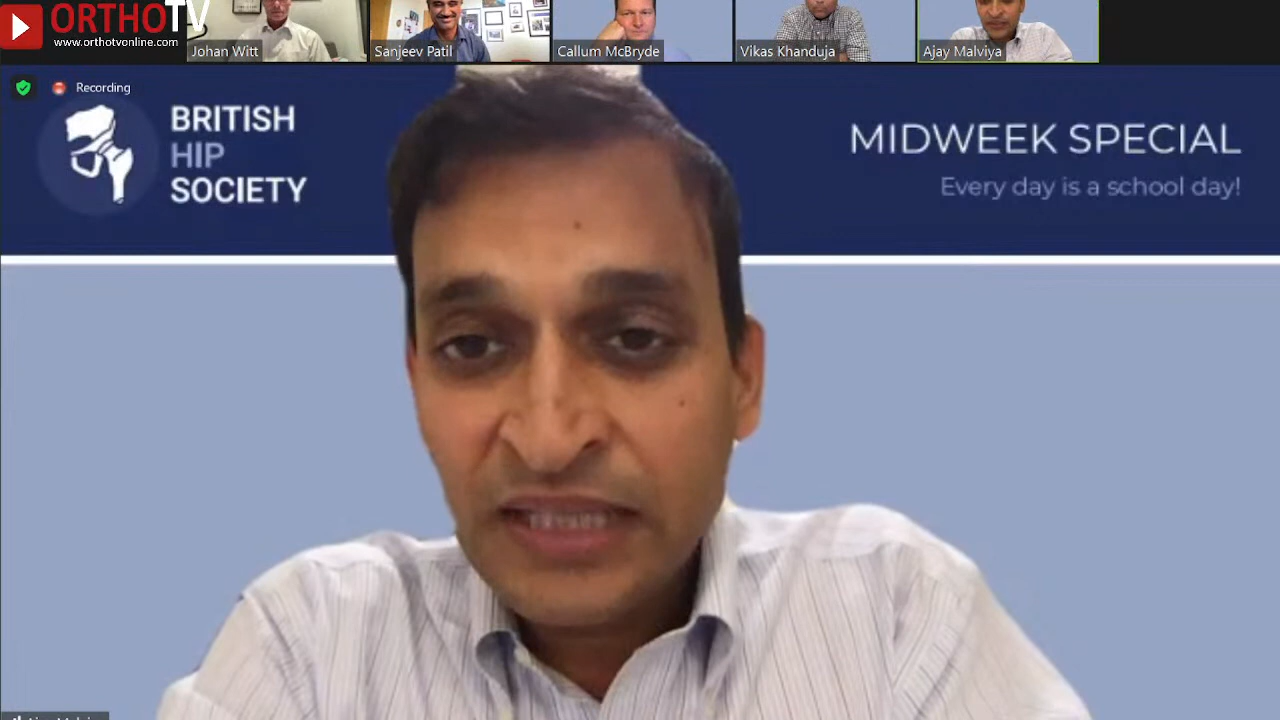 ORTHOTV
www.orthotvonline.com
Johan Witt
Sanjeev Patil
Callum McBryde
Vikas Khanduja
Ajay Malviya
Recording
BRITISH
HIP
SOCIETY
MIDWEEK SPECIAL
Every day is a school day!